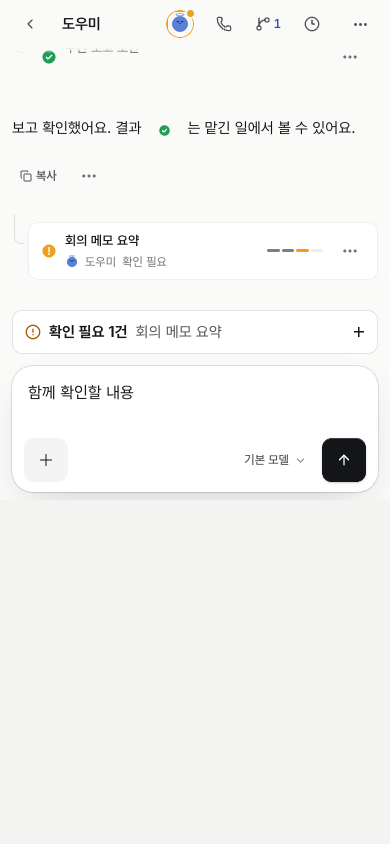 도우미
1
보고 확인했어요. 결과 는 맡긴 일에서 볼 수 있어요.
복사
회의 메모 요약
도우미 확인 필요
확인 필요 1건 회의 메모 요약
함께 확인할 내용
기본 모델